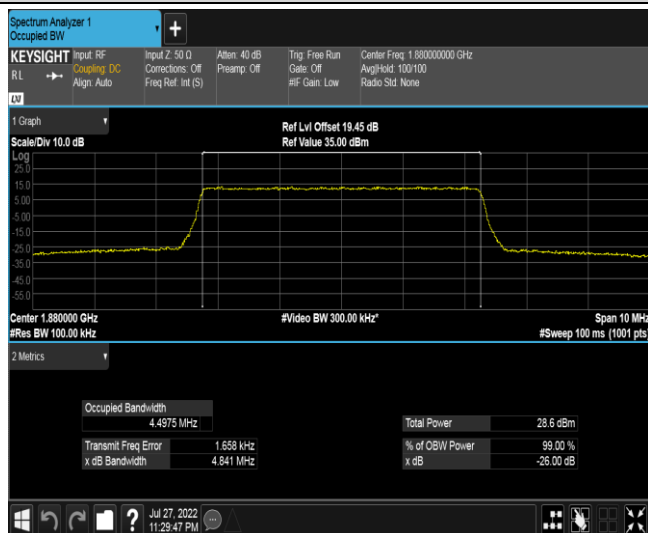 Spectrum Analyzer 1
Occupied BW
+
KEYSIGHT Input: RF Input Z: 50 Ω Atten: 40 dB Trig: Free Run Center Freq: 1.880000000 GHz
RL Coupling: DC Corrections: Off Preamp: Off Gate: Off Avg|Hold: 100/100
Align: Auto Freq Ref: Int (S) #IF Gain: Low Radio Std: None
LXI
1 Graph
Ref Lvl Offset 19.45 dB
Scale/Div 10.0 dB Ref Value 35.00 dBm
Log
25.0
15.0
5.00
-5.00
-15.0
-25.0
-35.0
-45.0
-55.0
Center 1.880000 GHz #Video BW 300.00 kHz* Span 10 MHz
#Res BW 100.00 kHz #Sweep 100 ms (1001 pts)
2 Metrics
Occupied Bandwidth
4.4975 MHz Total Power 28.6 dBm
Transmit Freq Error 1.658 kHz % of OBW Power 99.00 %
x dB Bandwidth 4.841 MHz x dB -26.00 dB
? Jul 27, 2022
11:29:47 PM